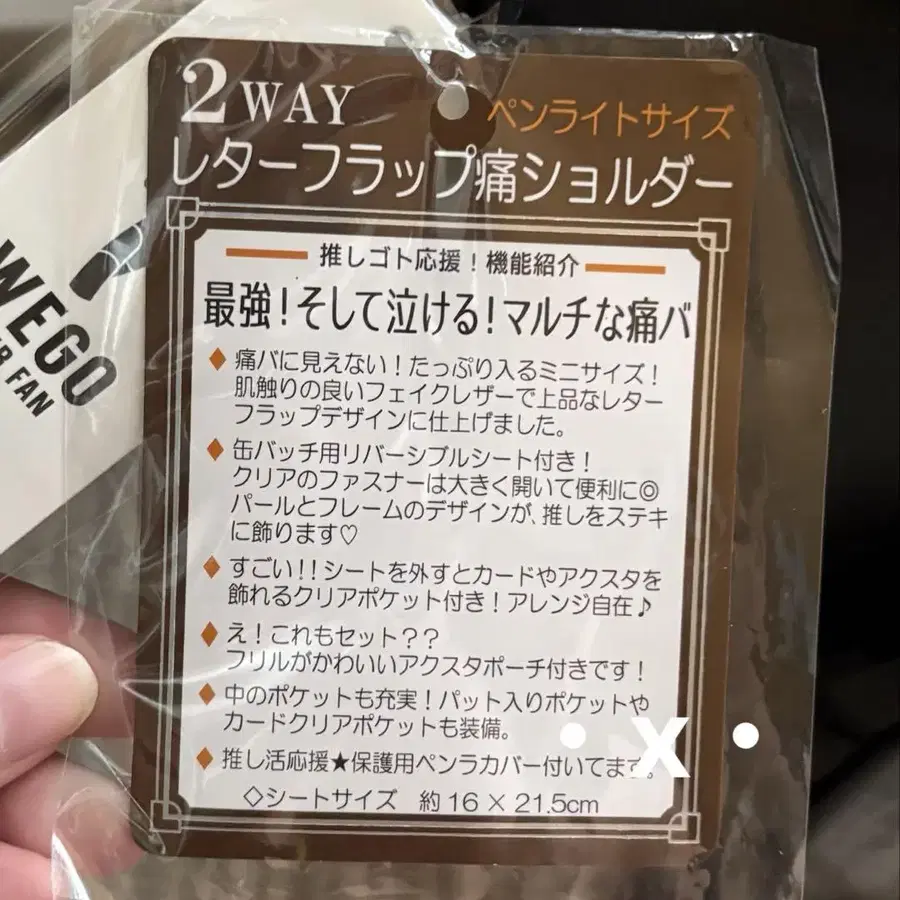 2WAY
ペンライトサイズ
レターフラップ痛ショルダー
推しゴト応援!機能紹介
最強!そして泣ける!マルチな痛バ
◆痛バに見えない!たっぷり入るミニサイズ!
肌触りの良いフェイクレザーで上品なレター
フラップデザインに仕上げました。
◆缶バッチ用リバーシブルシート付き!
クリアのファスナーは大きく開いて便利に◎
パールとフレームのデザインが、推しをステキ
に飾ります♡
◆すごい!!シートを外すとカードやアクスタを
飾れるクリアポケット付き!アレンジ自在♪
◆え!これもセット??
フリルがかわいいアクスタポーチ付きです!
◆中のポケットも充実!パット入りポケットや
カードクリアポケットも装備。
◆推し活応援★保護用ペンラカバー付いてます。
◇シートサイズ 約16×21.5cm
WEGO
FAN
・x・